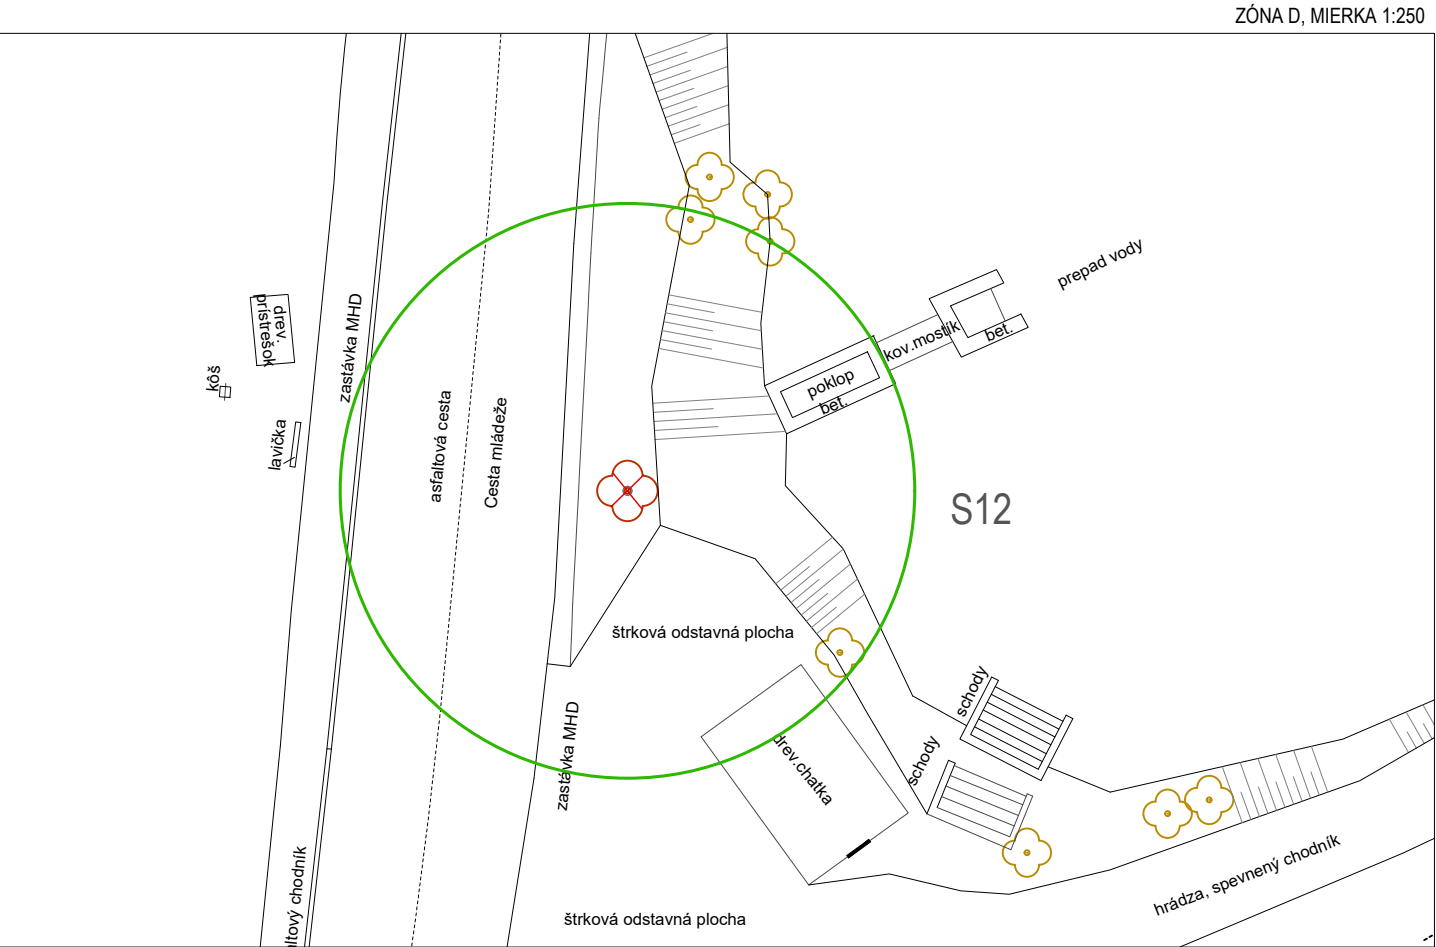 ZÓNA D, MIERKA 1:250
prepad vody
drev.
prístrešok
zastávka MHD
kov.mostík
bet.
kôš
poklop
bet.
lavička
asfaltová cesta
Cesta mládeže
S12
štrková odstavná plocha
schody
zastávka MHD
schody
drev.chatka
ltový chodník
hrádza, spevnený chodník
štrková odstavná plocha